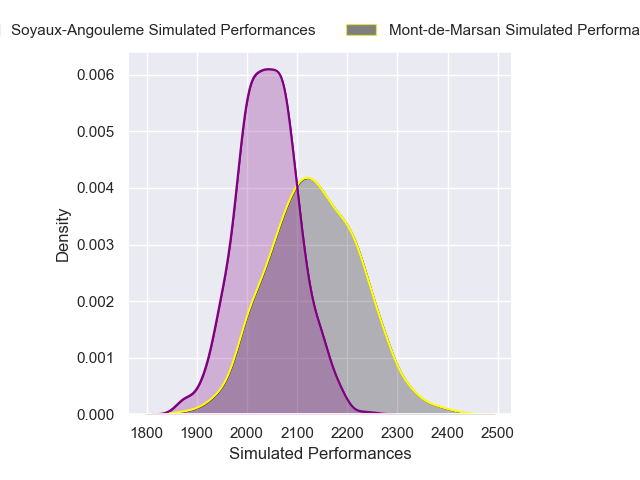 Soyaux-Angouleme Simulated Performances Mont-de-Marsan Simulated Performa
0.006
0.005
0.004
0.003
0.002
0.001
0.000
Density
1800 1900 2000 2100 2200 2300 2400 2500
Simulated Performances